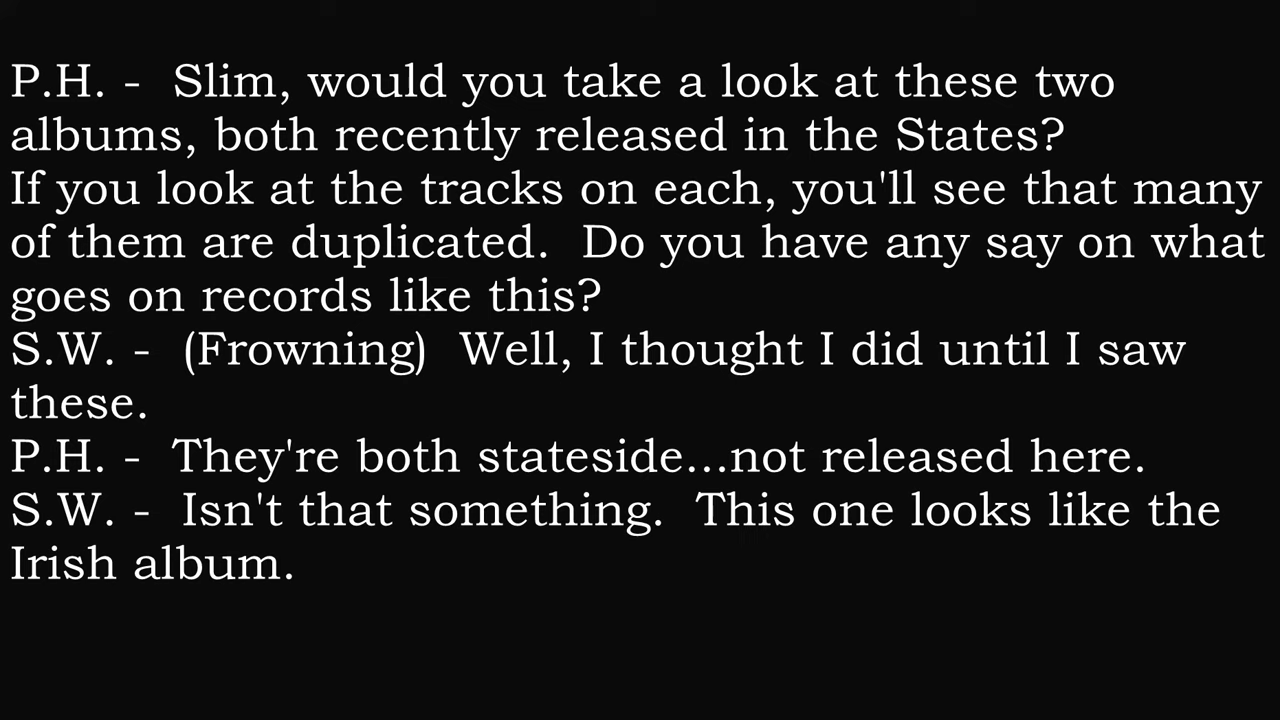 P.H. -  Slim, would you take a look at these two
albums, both recently released in the States?
If you look at the tracks on each, you'll see that many
of them are duplicated.  Do you have any say on what
goes on records like this?
S.W. -  (Frowning)  Well, I thought I did until I saw
these.
P.H. -  They're both stateside...not released here.
S.W. -  Isn't that something.  This one looks like the
Irish album.